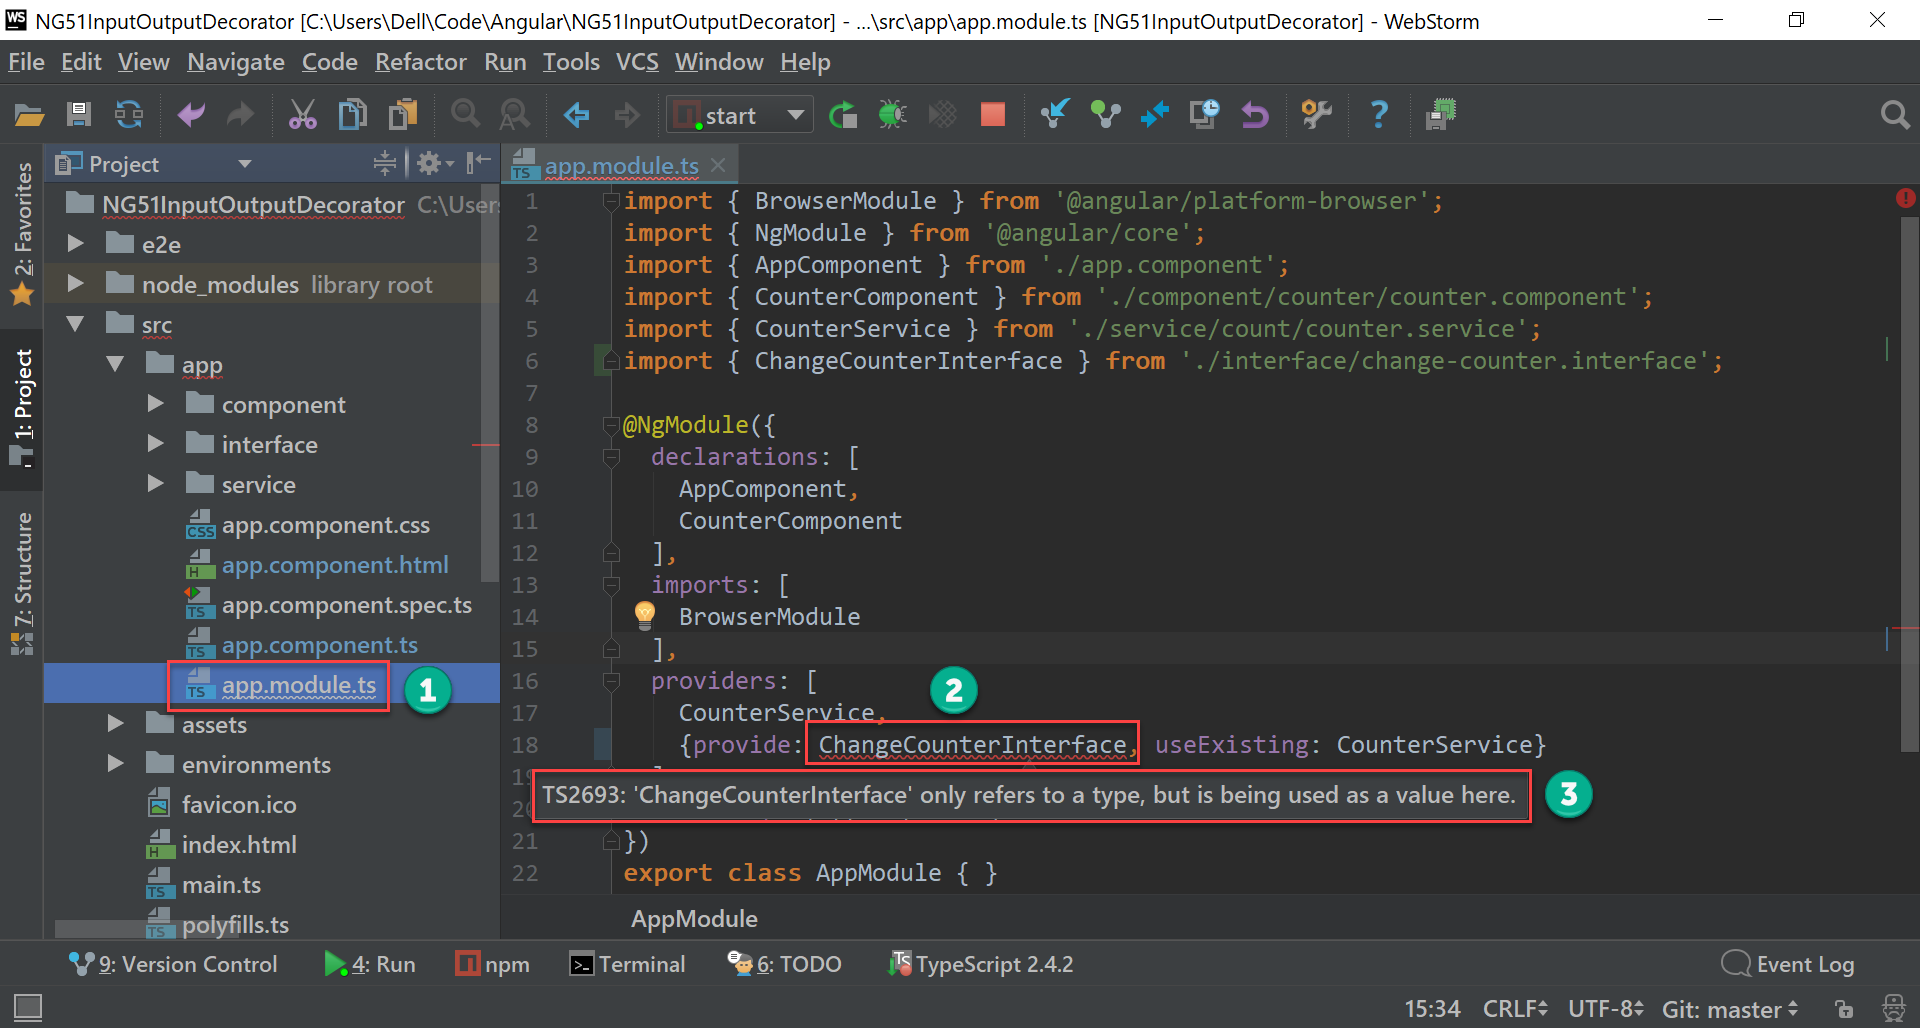 WS NG51InputOutputDecorator [C:\Users\Dell\Code\Angular\NG51InputOutputDecorator] - ...\src\app\app.module.ts [NG51InputOutputDecorator] - WebStorm
File Edit View Navigate Code Refactor Run Tools VCS Window Help
start
Project
app.module.ts
2: Favorites
1: Project
7: Structure
NG51InputOutputDecorator C:\Users
e2e
node_modules library root
src
app
component
interface
service
app.component.css
app.component.html
app.component.spec.ts
app.component.ts
app.module.ts
1
assets
environments
favicon.ico
index.html
main.ts
polyfills.ts
1 import { BrowserModule } from '@angular/platform-browser';
2 import { NgModule } from '@angular/core';
3 import { AppComponent } from './app.component';
4 import { CounterComponent } from './component/counter/counter.component';
5 import { CounterService } from './service/count/counter.service';
6 import { ChangeCounterInterface } from './interface/change-counter.interface';
7
8 @NgModule({
9 declarations: [
10 AppComponent,
11 CounterComponent
12 ],
13 imports: [
14 BrowserModule
15 ],
16 providers: [
2
17 CounterService,
18 {provide: ChangeCounterInterface, useExisting: CounterService}
TS2693: 'ChangeCounterInterface' only refers to a type, but is being used as a value here.
3
21 })
22 export class AppModule { }
AppModule
9: Version Control 4: Run npm Terminal 6: TODO TypeScript 2.4.2 Event Log
15:34 CRLF UTF-8 Git: master